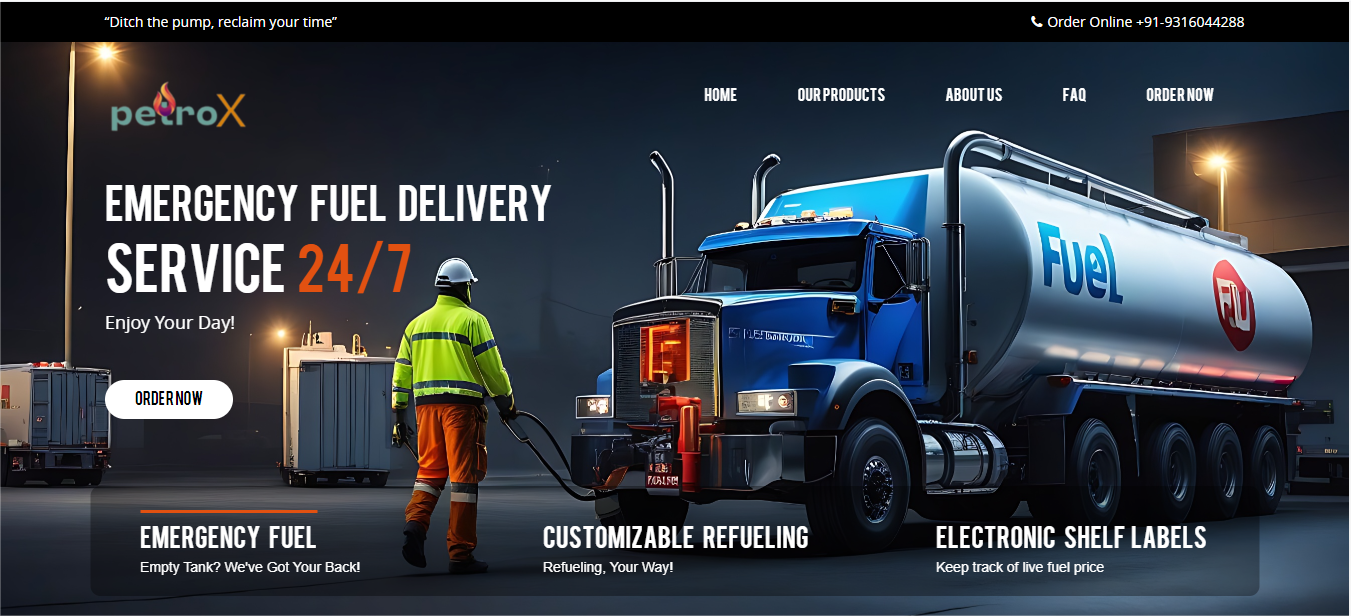 “Ditch the pump, reclaim your time”
Order Online +91-9316044288
petroX
HOME
OUR PRODUCTS
ABOUT US
FAQ
ORDER NOW
EMERGENCY FUEL DELIVERY
SERVICE 24/7
Enjoy Your Day!
ORDER NOW
Fuel
EMERGENCY FUEL
Empty Tank? We've Got Your Back!
CUSTOMIZABLE REFUELING
Refueling, Your Way!
ELECTRONIC SHELF LABELS
Keep track of live fuel price